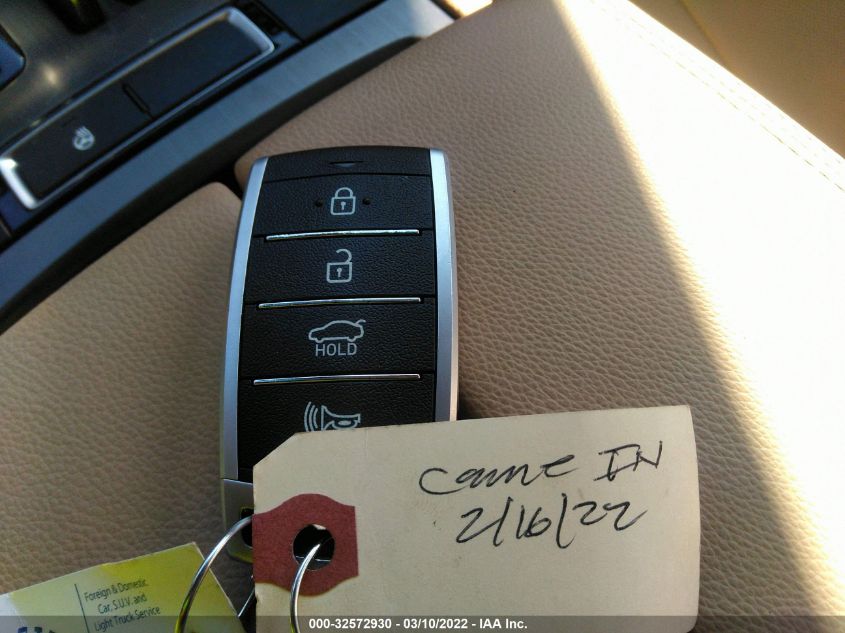 HOLD
Came IN
2/16/22
Foreign & Domestic
Car, S.U.V. and
Light Truck Service
000-32572930 - 03/10/2022 - IAA Inc.